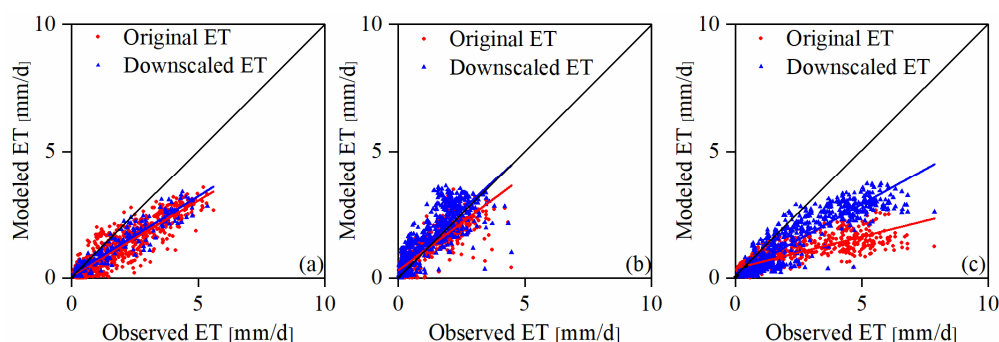 10
Original ET
Downscaled ET
Modeled ET [mm/d]
5
0
(a)
0
5
10
Observed ET [mm/d]
10
Original ET
Downscaled ET
Modeled ET [mm/d]
5
0
(b)
0
5
10
Observed ET [mm/d]
10
Original ET
Downscaled ET
Modeled ET [mm/d]
5
0
(c)
0
5
10
Observed ET [mm/d]